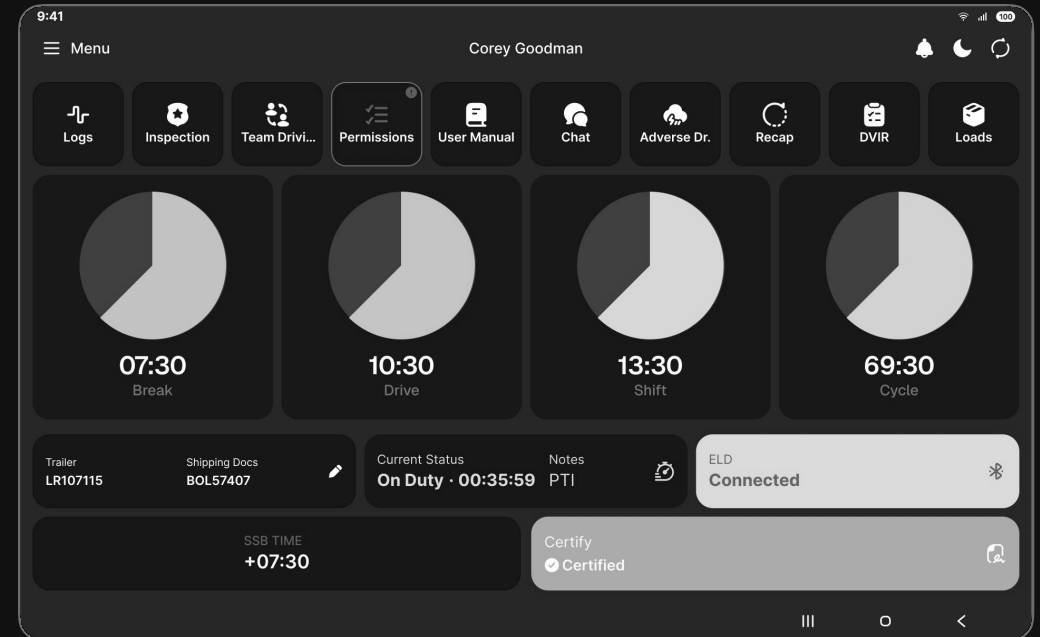 9:41
100
Menu
Corey Goodman
Logs
Inspection
Team Drivi...
Permissions
User Manual
Chat
Adverse Dr.
Recap
DVIR
Loads
07:30
Break
10:30
Drive
13:30
Shift
69:30
Cycle
Trailer
LR107115
Shipping Docs
BOL57407
Current Status
On Duty · 00:35:59
Notes
PTI
ELD
Connected
SSB TIME
+07:30
Certify
Certified